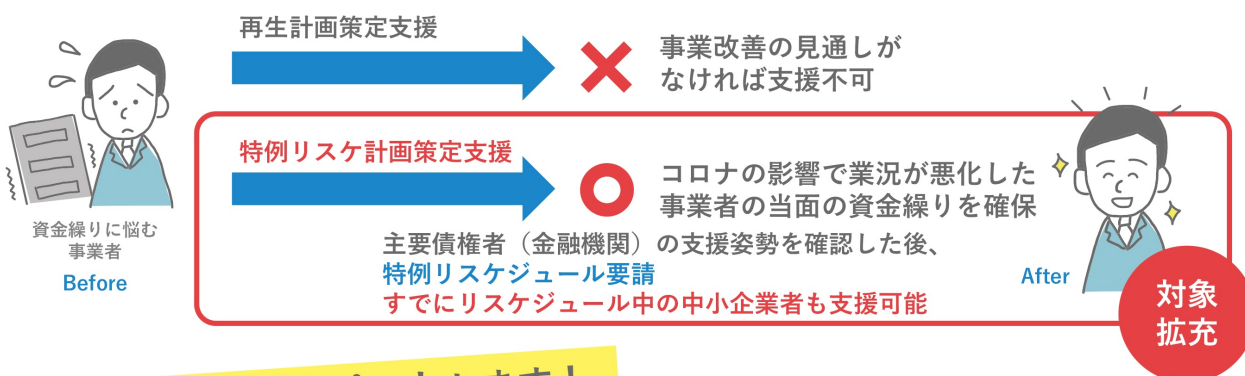 再生計画策定支援
事業改善の見通しが
なければ支援不可
特例リスケ計画策定支援
コロナの影響で業況が悪化した
事業者の当面の資金繰りを確保
資金繰りに悩む
事業者
Before
主要債権者（金融機関）の支援姿勢を確認した後、
特例リスケジュール要請
すでにリスケジュール中の中小企業者も支援可能
After
対象
拡充
します！